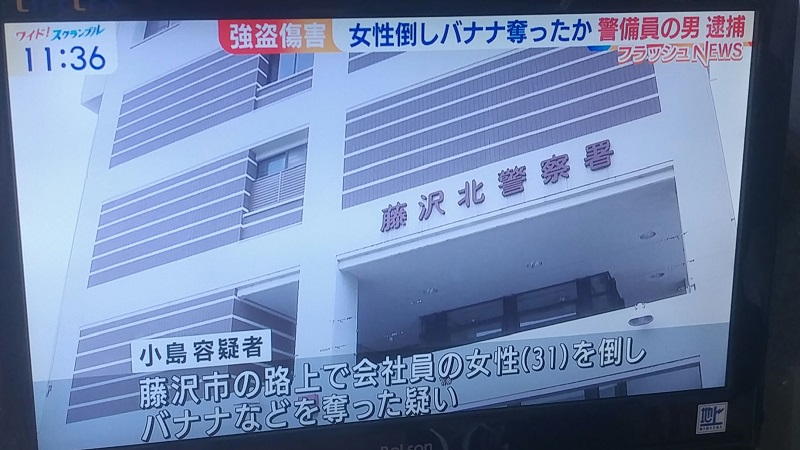 ワイド!スクランブル
11:36
強盗傷害 女性倒しバナナ奪ったか 警備員の男 逮捕
フラッシュNEWS
藤沢北警察署
小島容疑者
藤沢市の路上で会社員の女性(31)を倒し
バナナなどを奪った疑い
地上